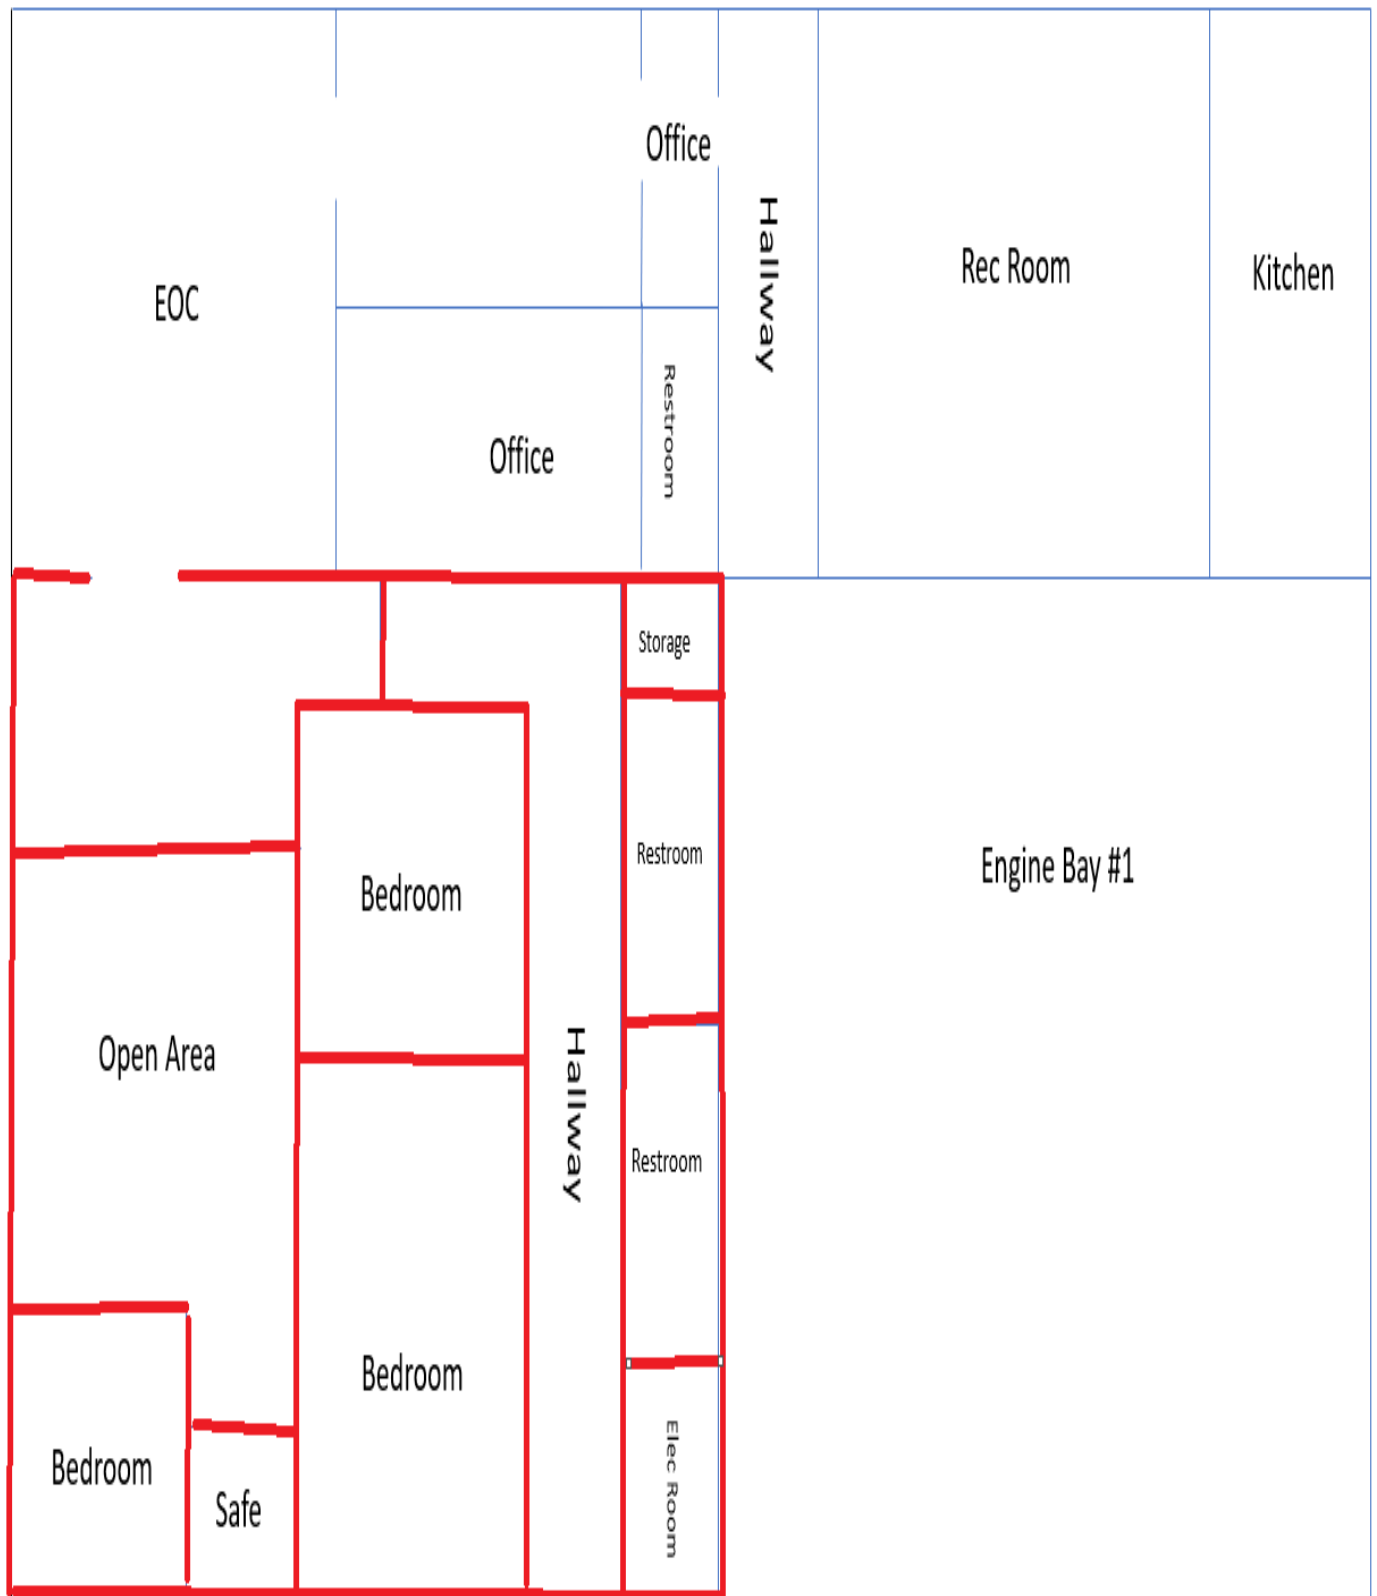 Office
Hallway
Rec Room
Kitchen
EOC
Office
Restroom
Storage
Restroom
Engine Bay #1
Bedroom
Open Area
Hallway
Restroom
Bedroom
Bedroom
Safe
Elec Room